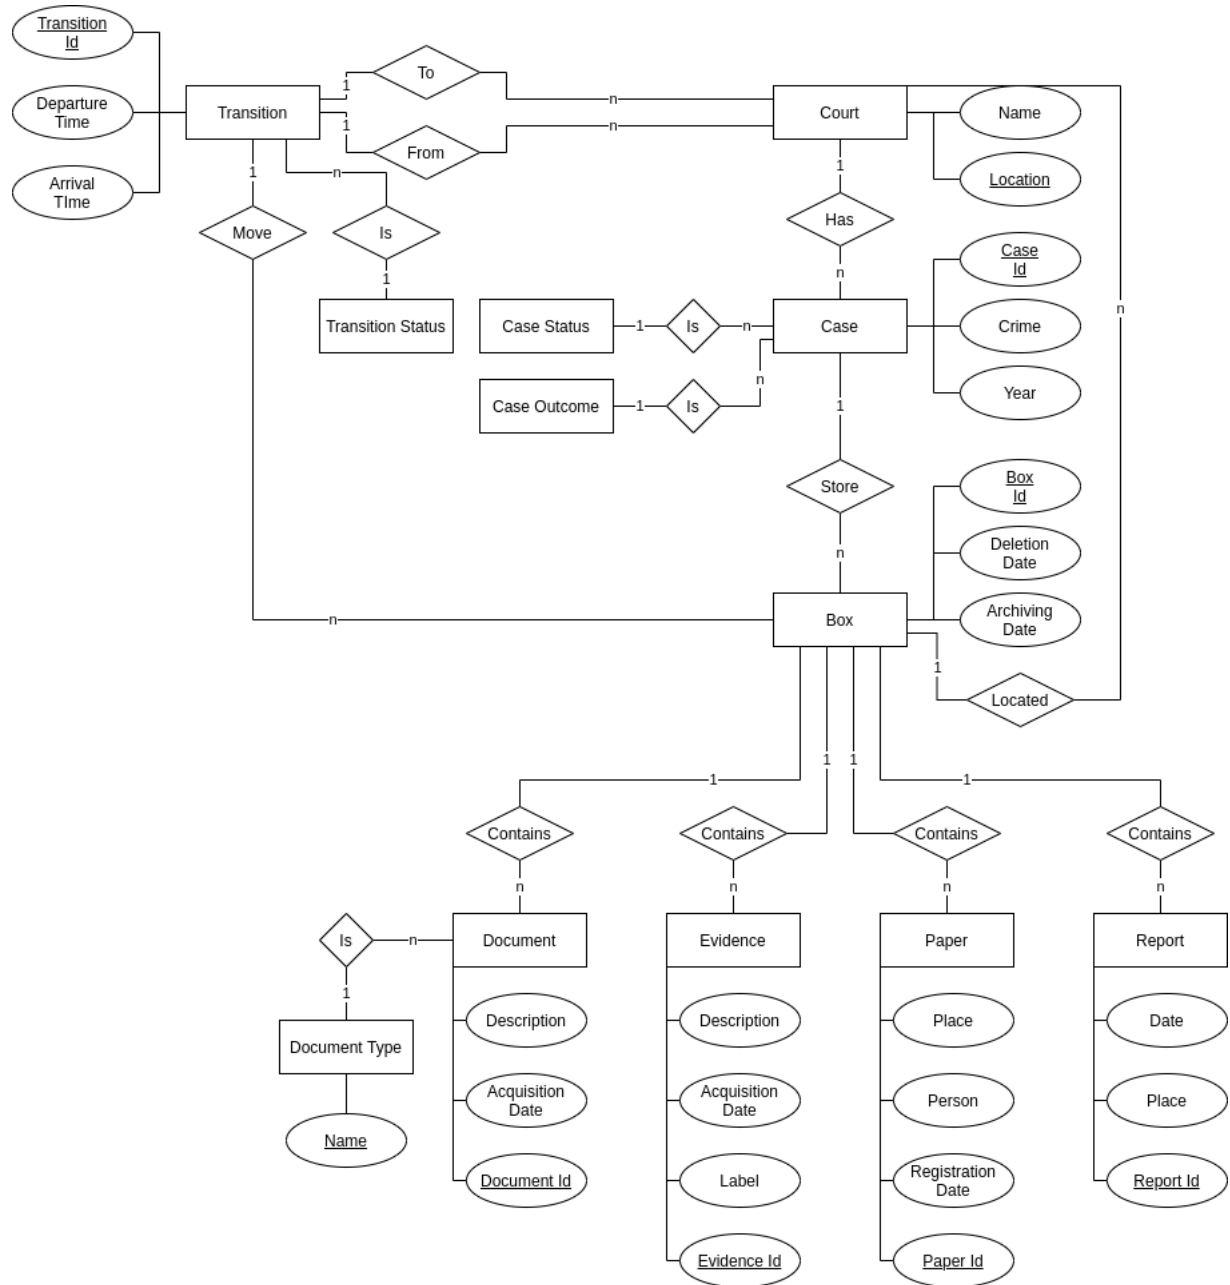 Transition
Id
To
1
n
Departure
Time
Transition
Court
Name
1
n
From
Arrival
TIme
1
n
1
Location
Move
Is
Has
1
n
Case
Id
n
Transition Status
Case Status
1
Is
n
Case
Crime
n
Case Outcome
1
Is
1
Year
Store
Box
Id
n
Deletion
Date
n
Box
Archiving
Date
1
Located
1
1
1
1
Contains
Contains
Contains
Contains
n
n
n
n
Is
n
Document
Evidence
Paper
Report
1
Description
Description
Place
Date
Document Type
Acquisition
Date
Acquisition
Date
Person
Place
Name
Document Id
Label
Registration
Date
Report Id
Evidence Id
Paper Id